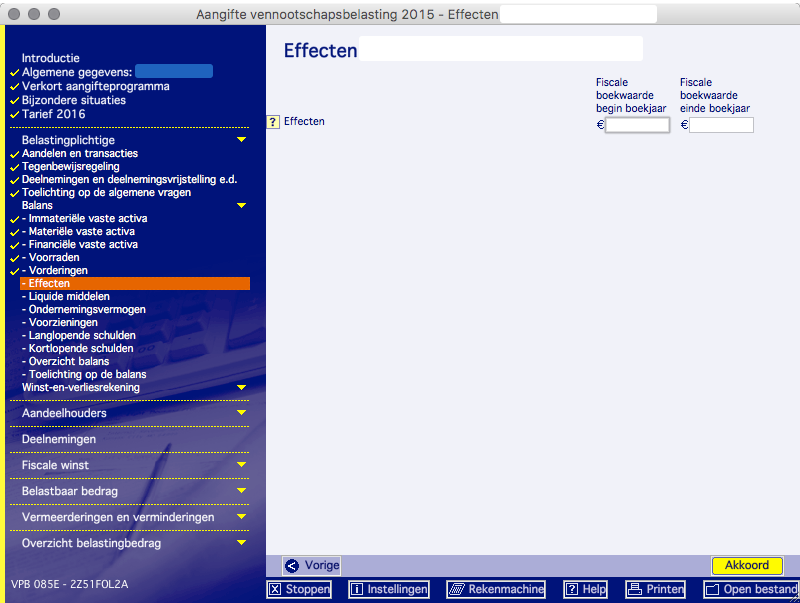 Aangifte vennootschapsbelasting 2015 - Effecten
Introductie
Algemene gegevens:
Verkort aangifteprogramma
Bijzondere situaties
Tarief 2016
Belastingplichtige
Aandelen en transacties
Tegenbewijsregeling
Deelnemingen en deelnemingsvrijstelling e.d.
Toelichting op de algemene vragen
Balans
- Immateriële vaste activa
- Materiële vaste activa
- Financiële vaste activa
- Voorraden
- Vorderingen
- Effecten
- Liquide middelen
- Ondernemingsvermogen
- Voorzieningen
- Langlopende schulden
- Kortlopende schulden
- Overzicht balans
- Toelichting op de balans
Winst-en-verliesrekening
Aandeelhouders
Deelnemingen
Fiscale winst
Belastbaar bedrag
Vermeerderingen en verminderingen
Overzicht belastingbedrag
VPB 085E - 2Z51FOL2A
Effecten
Fiscale
boekwaarde
begin boekjaar
Fiscale
boekwaarde
einde boekjaar
? Effecten
€
€
Vorige
Akkoord
Stoppen
Instellingen
Rekenmachine
? Help
Printen
Open bestand